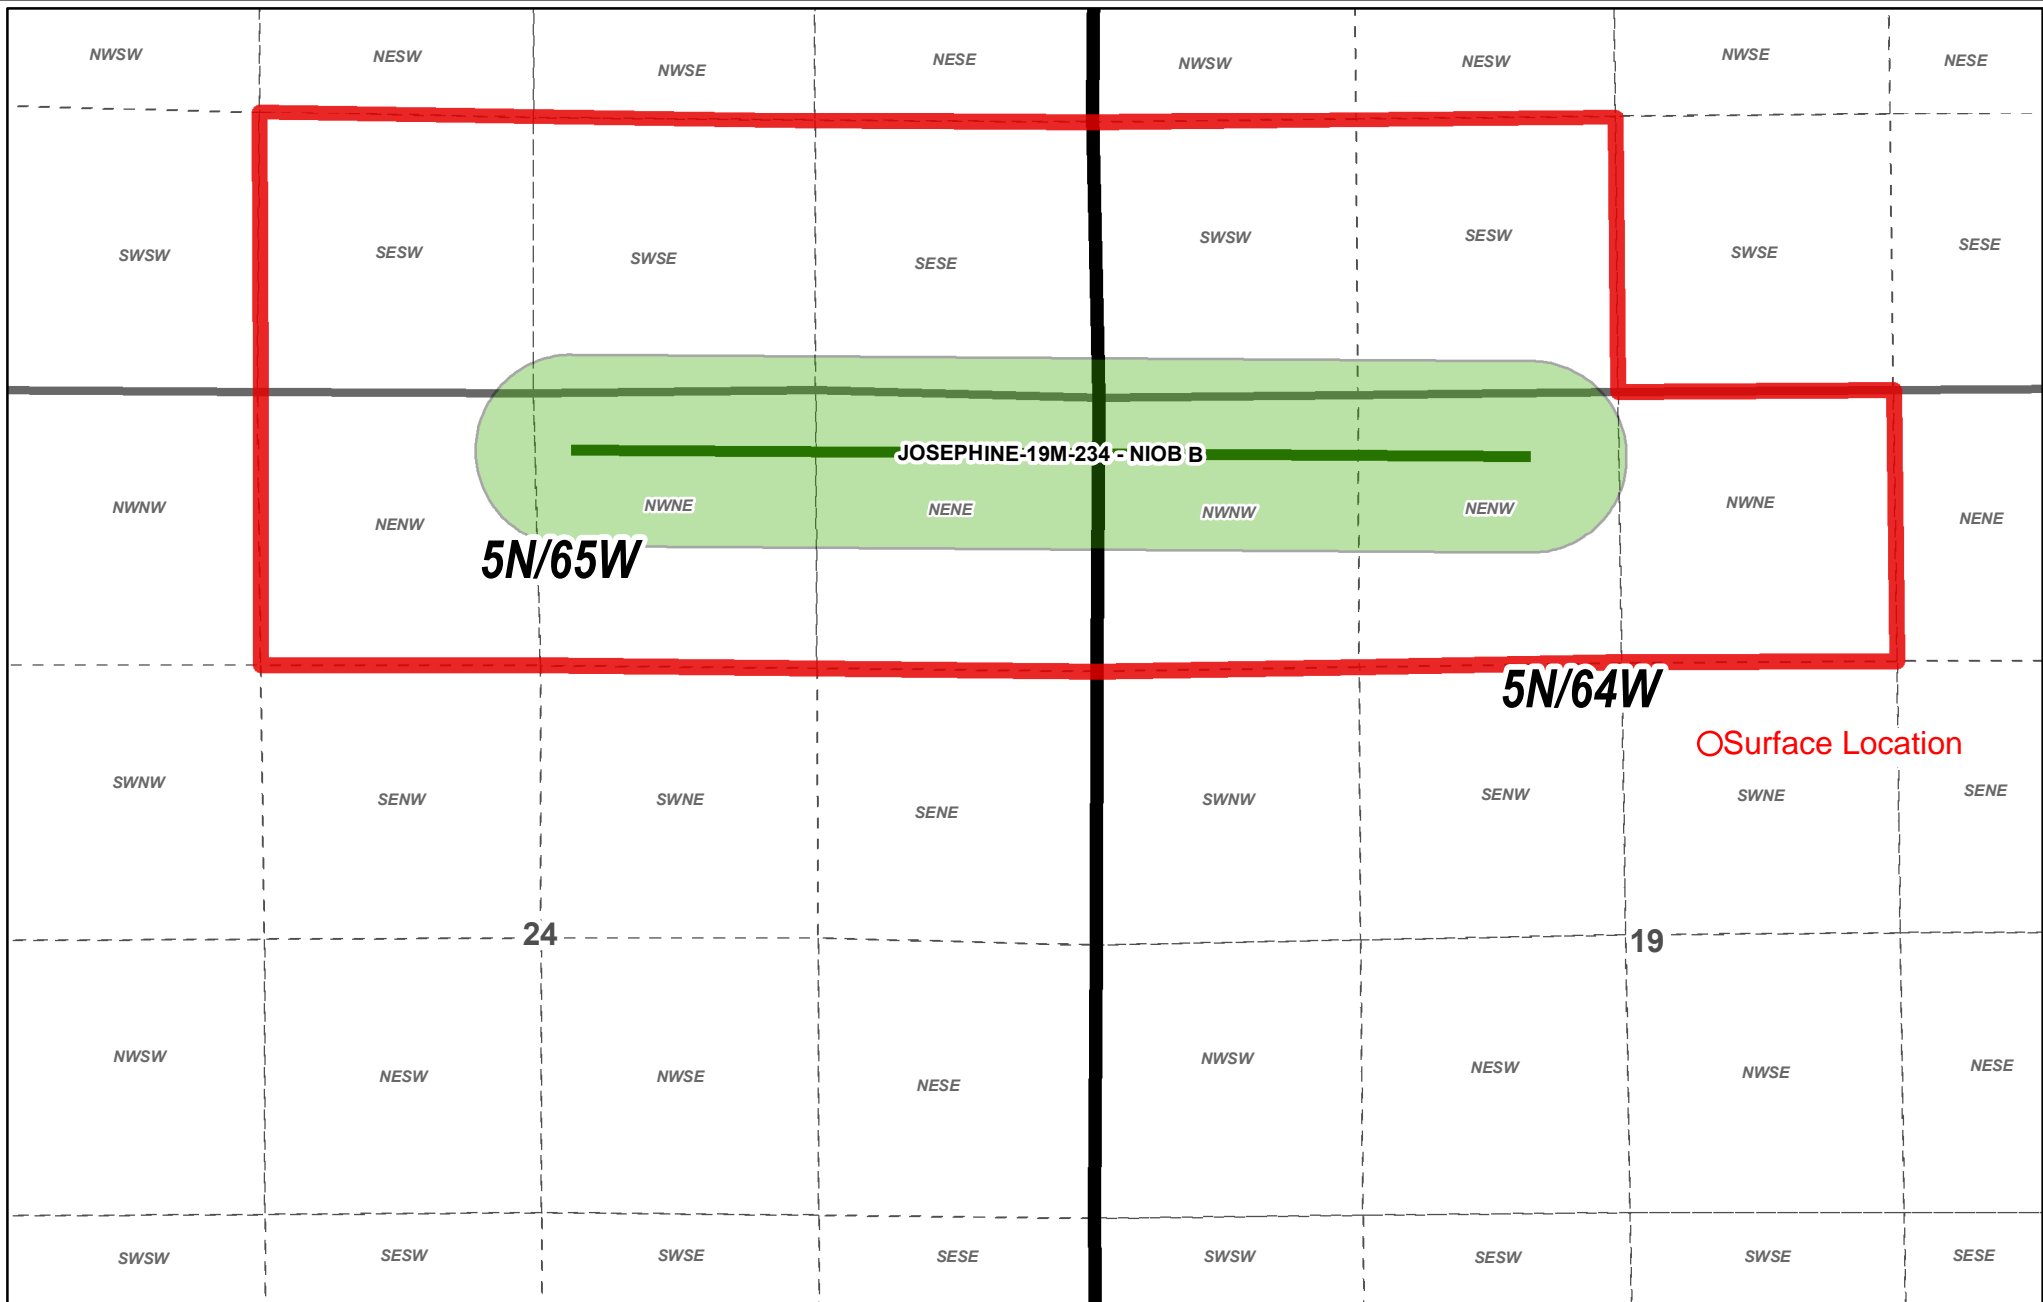 NWSW NESW NWSE NESE NWSW NESW NWSE NESE
SWSW SESW SWSE SESE SWSW SESW SWSE SESE
JOSEPHINE-19M-234 - NIOB B
NWNW NENW NWNE NENE NWNW NENW NWNE NENE
5N/65W
5N/64W
Surface Location
SWNW SENW SWNE SENE SWNW SENW SWNE SENE
24 19
NWSW NESW NWSE NESE NWSW NESW NWSE NESE
SWSW SESW SWSE SESE SWSW SESW SWSE SESE